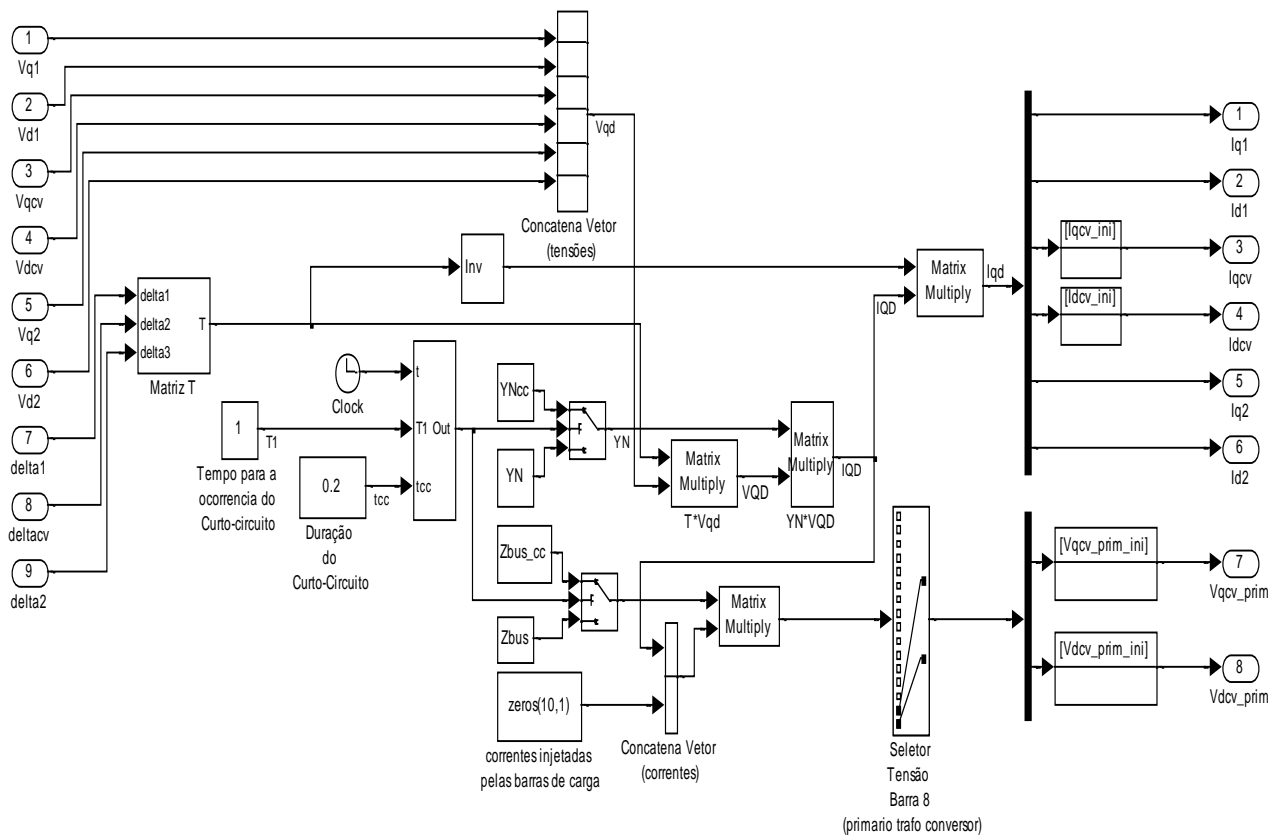 1
Vq1
2
Vd1
3
Vqcv
4
Vdcv
5
Vq2
6
Vd2
7
delta1
8
deltacv
9
delta2
Vqd
Concatena Vetor
(tensões)
delta1
delta2
delta3
T
Matriz T
Inv
Clock
1
T1
Tempo para a
ocorrencia do
Curto-circuito
0.2
tcc
Duração
do
Curto-Circuito
t
T1 Out
tcc
YNcc
YN
YN
Matrix
Multiply
T*Vqd
VQD
Matrix
Multiply
YN*VQD
IQD
IQD
Matrix
Multiply
Iqd
Zbus_cc
Zbus
zeros(10,1)
correntes injetadas
pelas barras de carga
Concatena Vetor
(correntes)
Matrix
Multiply
Seletor
Tensão
Barra 8
(primario trafo conversor)
[Iqcv_ini]
[Idcv_ini]
[Vqcv_prim_ini]
[Vdcv_prim_ini]
1
Iq1
2
Id1
3
Iqcv
4
Idcv
5
Iq2
6
Id2
7
Vqcv_prim
8
Vdcv_prim